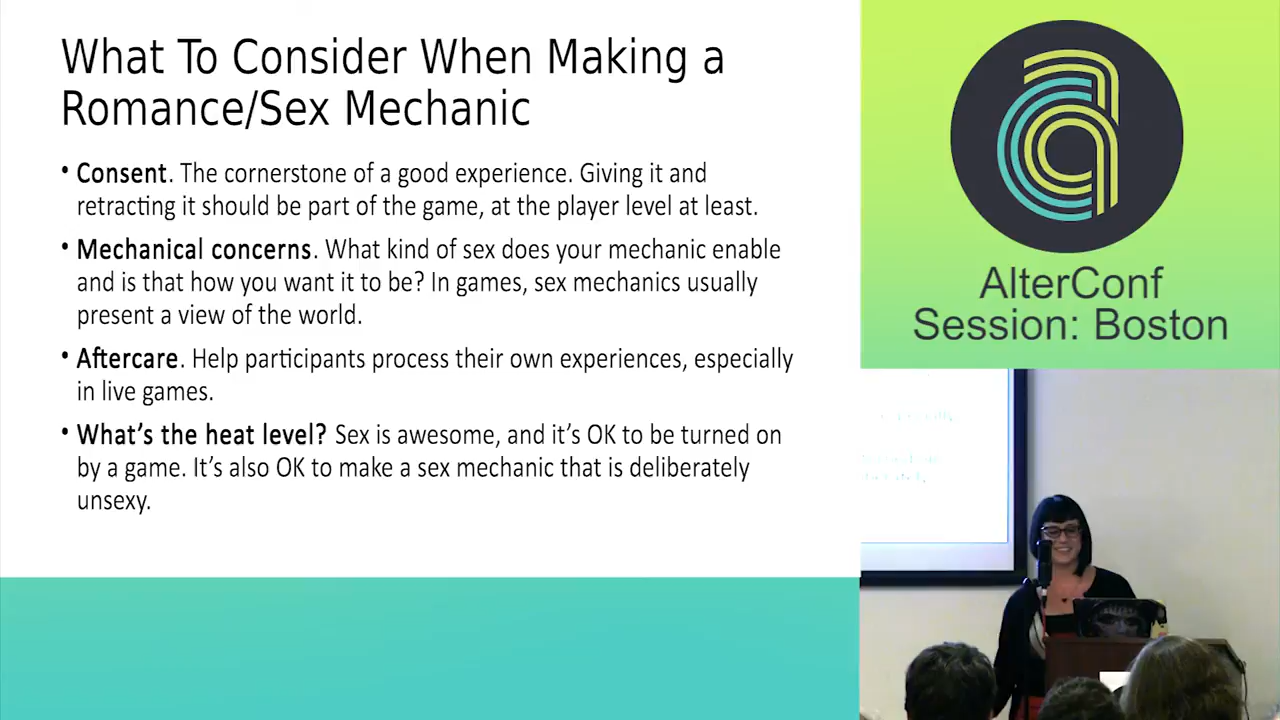 What To Consider When Making a
Romance/Sex Mechanic
• Consent. The cornerstone of a good experience. Giving it and
retracting it should be part of the game, at the player level at least.
• Mechanical concerns. What kind of sex does your mechanic enable
and is that how you want it to be? In games, sex mechanics usually
present a view of the world.
• Aftercare. Help participants process their own experiences, especially
in live games.
• What's the heat level? Sex is awesome, and it's OK to be turned on
by a game. It's also OK to make a sex mechanic that is deliberately
unsexy.
AlterConf
Session: Boston